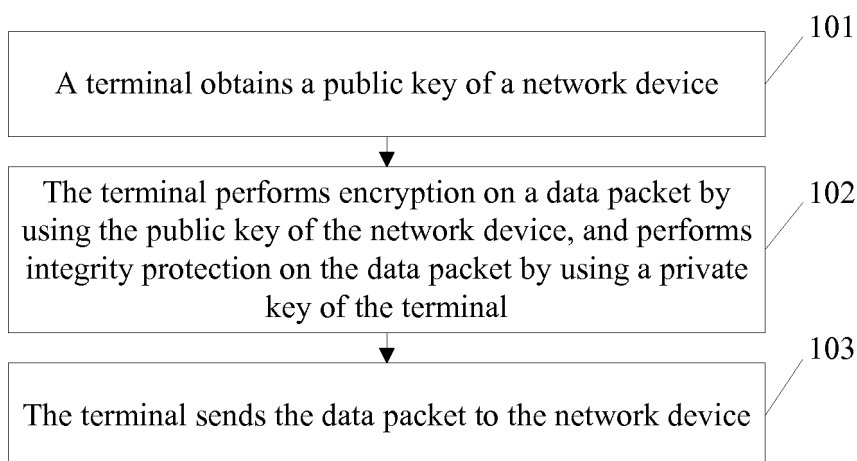 101
A terminal obtains a public key of a network device
The terminal performs encryption on a data packet by
using the public key of the network device, and performs
integrity protection on the data packet by using a private
key of the terminal
102
103
The terminal sends the data packet to the network device